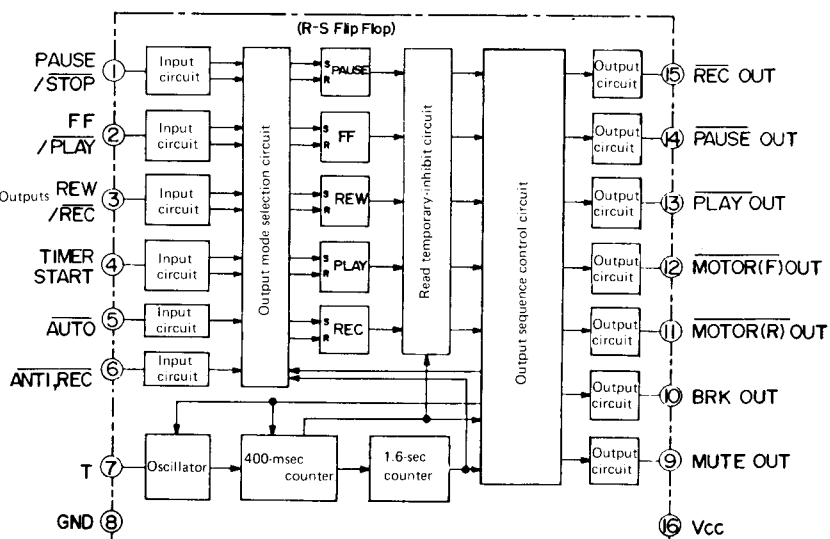 (R-S Flip Flop)
PAUSE
/STOP
1
Input
circuit
FF
/PLAY
2
Input
circuit
Outputs REW
/REC
3
Input
circuit
TIMER
START
4
Input
circuit
AUTO
5
Input
circuit
ANTI,REC
6
Input
circuit
T
7
Oscillator
GND
8
Output mode selection circuit
S
R
PAUSE
S
R
FF
S
R
REW
S
R
PLAY
S
R
REC
400-msec
counter
1.6-sec
counter
Read temporary-inhibit circuit
Output sequence control circuit
Output
circuit
15
REC OUT
Output
circuit
14
PAUSE OUT
Output
circuit
13
PLAY OUT
Output
circuit
12
MOTOR(F)OUT
Output
circuit
11
MOTOR(R) OUT
Output
circuit
10
BRK OUT
Output
circuit
9
MUTE OUT
16
Vcc